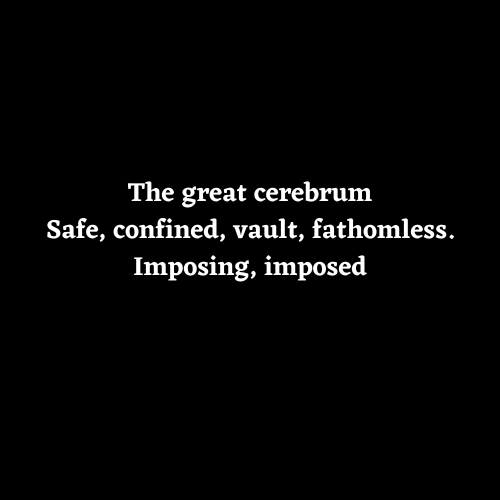 The great cerebrum
Safe, confined, vault, fathomless.
Imposing, imposed